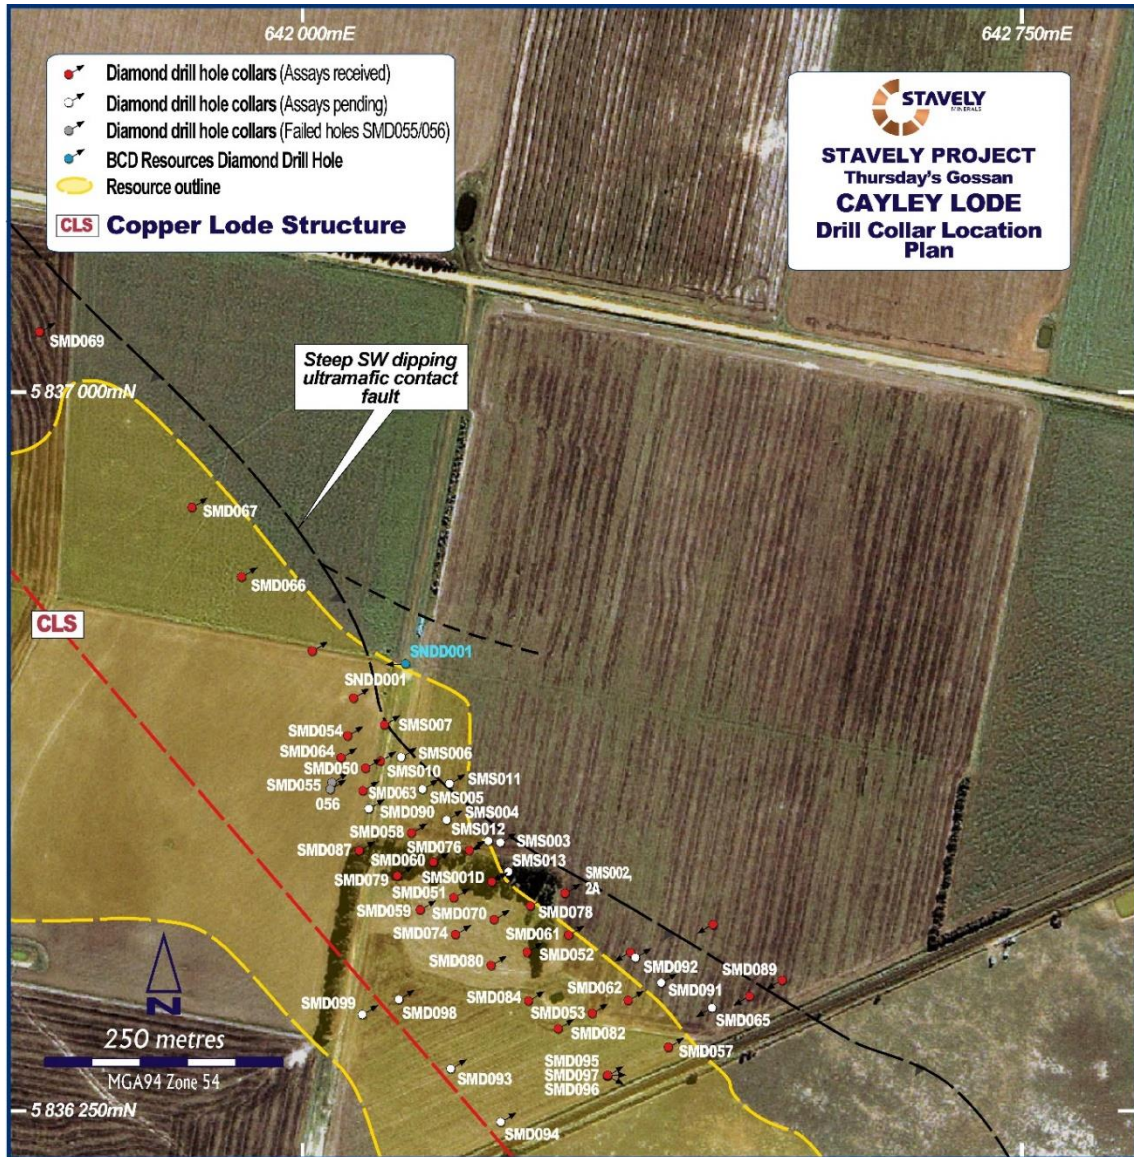 642 000mE
642 750mE
Diamond drill hole collars (Assays received)
Diamond drill hole collars (Assays pending)
Diamond drill hole collars (Failed holes SMD055/056)
BCD Resources Diamond Drill Hole
Resource outline
CLS Copper Lode Structure
STAVELY
MINERALS
STAVELY PROJECT
Thursday's Gossan
CAYLEY LODE
Drill Collar Location
Plan
SMD069
Steep SW dipping
ultramafic contact
fault
5 837 000mN
SMD067
SMD066
CLS
SNDD001
SNDD001
SMS007
SMD054
SMD064
SMS006
SMD050
SMS010
SMS011
SMD055
056
SMD063
SMS005
SMD090
SMS004
SMD058
SMS012
SMS003
SMD087
SMD076
SMD060
SMS013
SMD079
SMS001D
SMS002,
2A
SMD051
SMD059
SMD070
SMD078
SMD074
SMD061
SMD052
SMD080
SMD092
SMD089
SMD091
SMD062
SMD084
SMD053
SMD065
SMD099
SMD098
SMD082
N
250 metres
MGA94 Zone 54
SMD057
SMD095
SMD097
SMD096
SMD093
5 836 250mN
SMD094